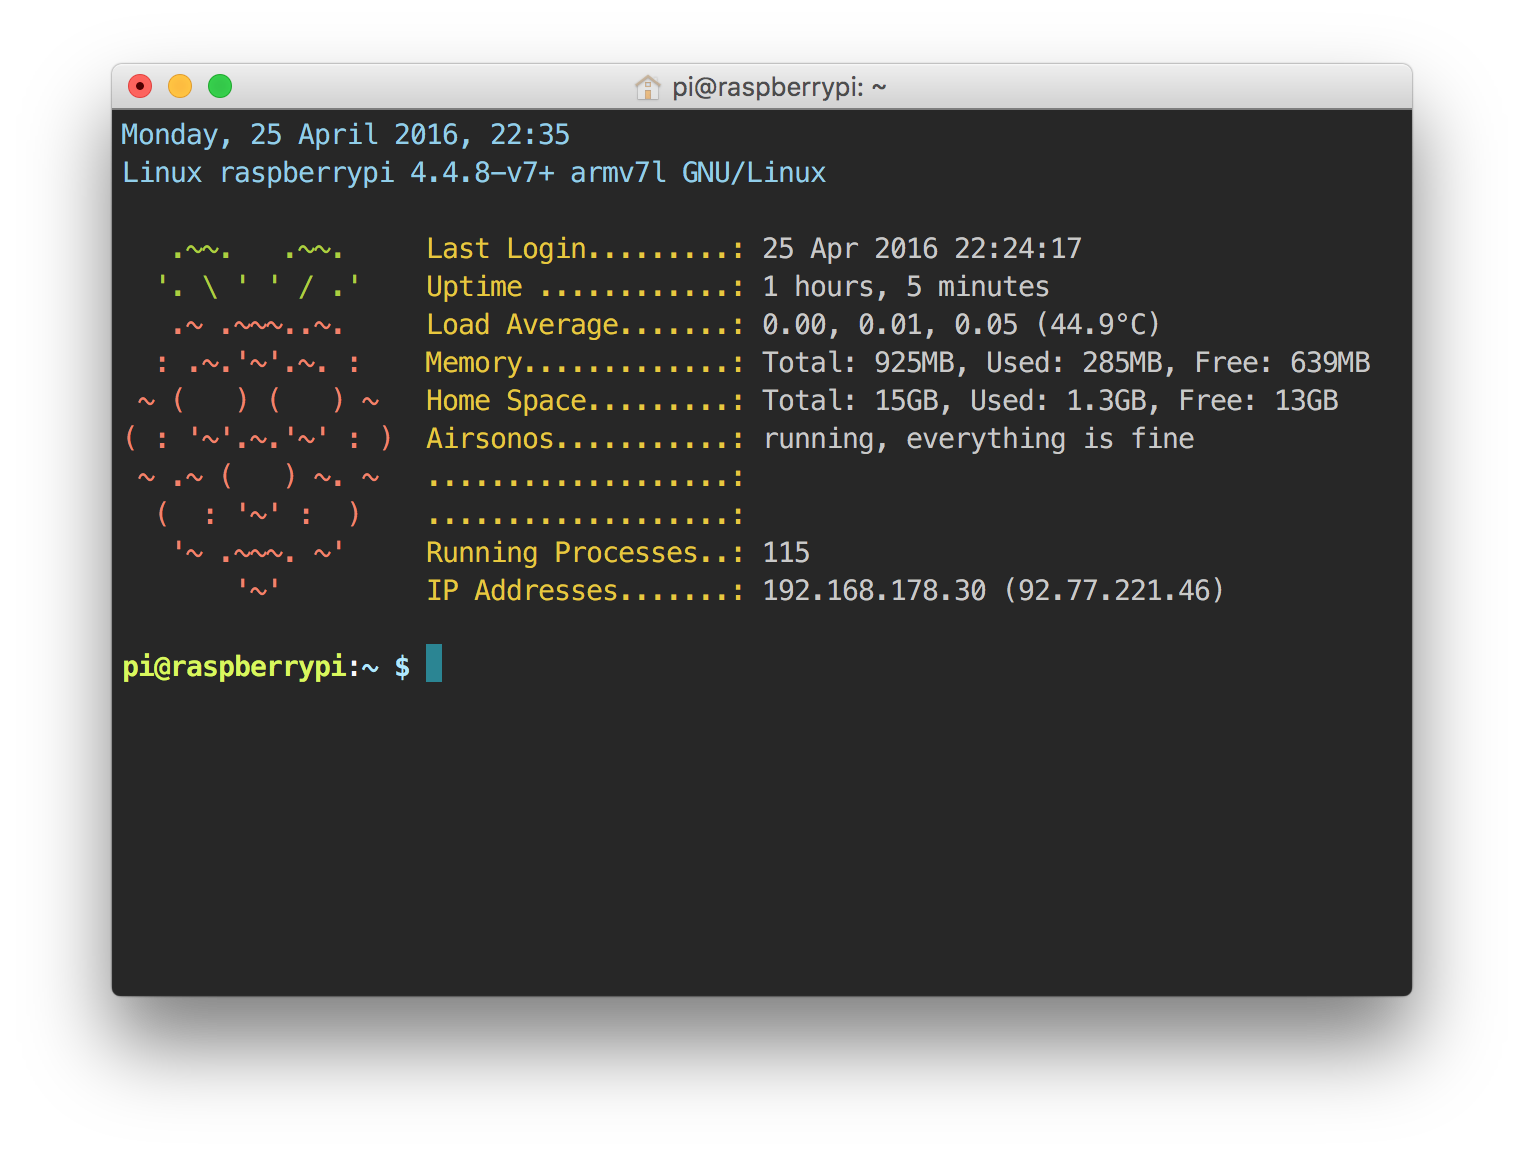 pi@raspberrypi: ~
Monday, 25 April 2016, 22:35
Linux raspberrypi 4.4.8-v7+ armv7l GNU/Linux
   .~~.   .~~.     Last Login.........: 25 Apr 2016 22:24:17
  '. \ ' ' / .'    Uptime ............: 1 hours, 5 minutes
   .~ .~~~..~.     Load Average.......: 0.00, 0.01, 0.05 (44.9°C)
  : .~.'~'.~. :    Memory.............: Total: 925MB, Used: 285MB, Free: 639MB
 ~ (   ) (   ) ~   Home Space.........: Total: 15GB, Used: 1.3GB, Free: 13GB
( : '~'.~.'~' : )  Airsonos...........: running, everything is fine
 ~ .~ (   ) ~. ~   ...................:
  (  : '~' :  )    ...................:
   '~ .~~~. ~'     Running Processes..: 115
       '~'         IP Addresses.......: 192.168.178.30 (92.77.221.46)
pi@raspberrypi:~ $